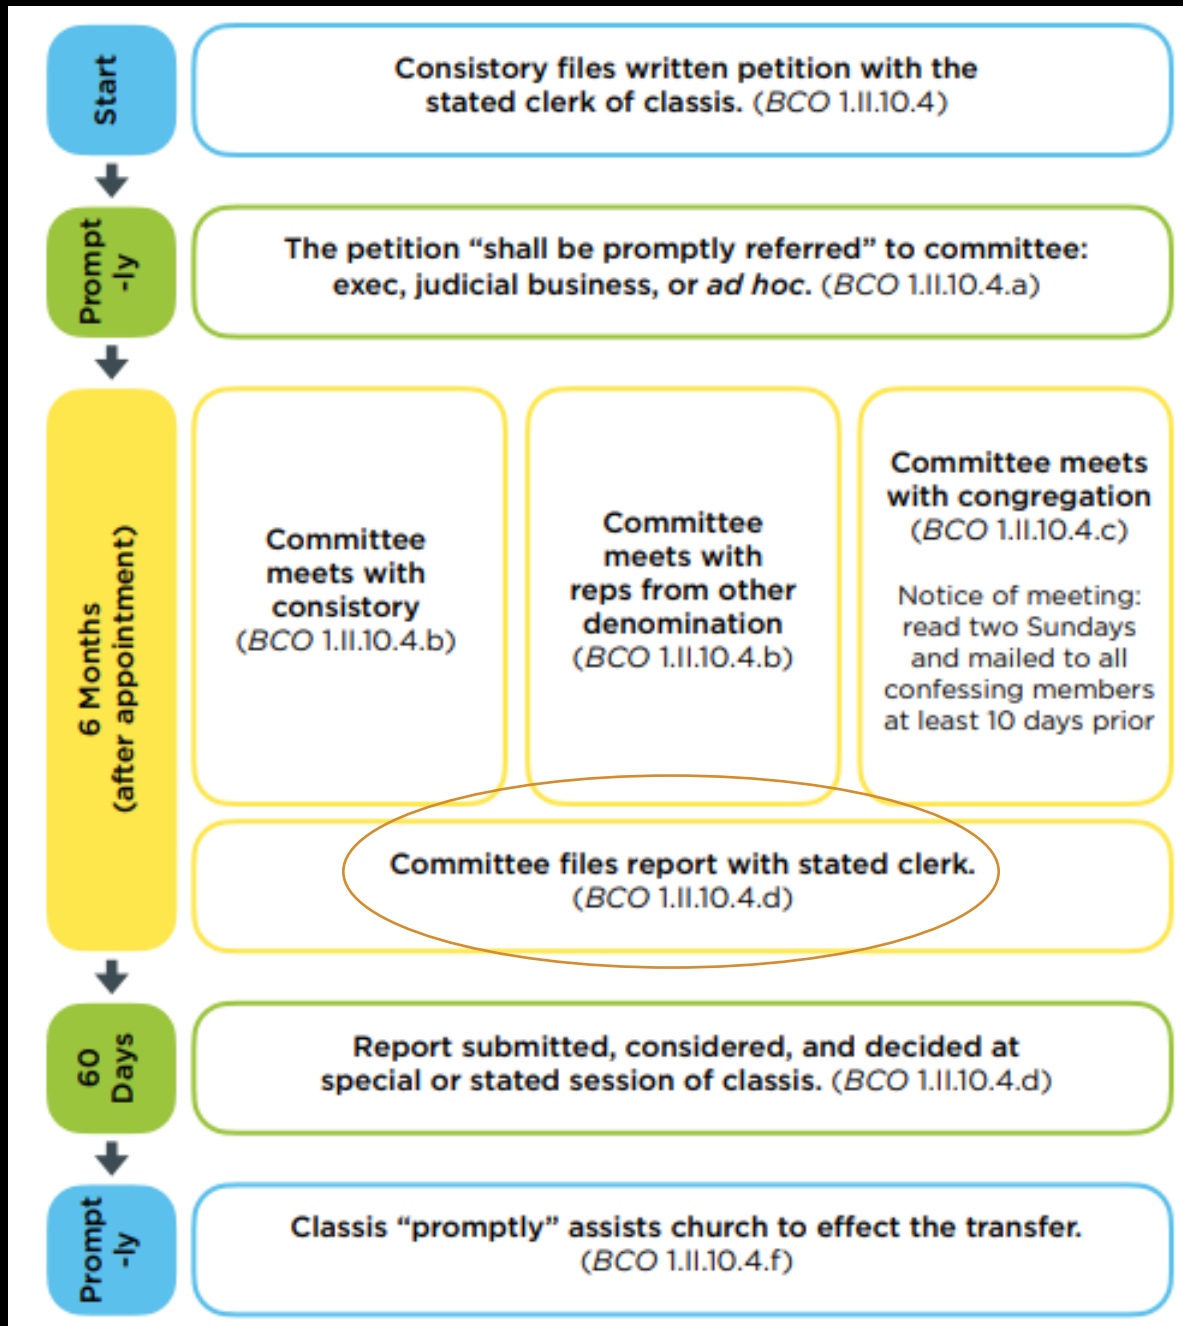 Start
Consistory files written petition with the
stated clerk of classis. (BCO 1.II.10.4)
Prompt
-ly
The petition “shall be promptly referred” to committee:
exec, judicial business, or ad hoc. (BCO 1.II.10.4.a)
6 Months
(after appointment)
Committee
meets with
consistory
(BCO 1.II.10.4.b)
Committee
meets with
reps from other
denomination
(BCO 1.II.10.4.b)
Committee meets
with congregation
(BCO 1.II.10.4.c)
Notice of meeting:
read two Sundays
and mailed to all
confessing members
at least 10 days prior
Committee files report with stated clerk.
(BCO 1.II.10.4.d)
60
Days
Report submitted, considered, and decided at
special or stated session of classis. (BCO 1.II.10.4.d)
Prompt
-ly
Classis “promptly” assists church to effect the transfer.
(BCO 1.II.10.4.f)